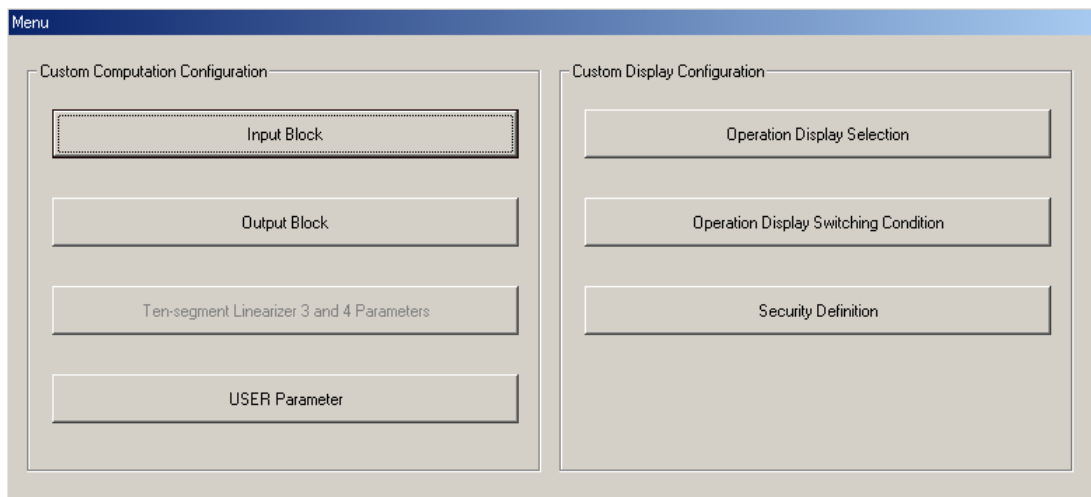 Menu
Custom Computation Configuration
Input Block
Output Block
Ten-segment Linearizer 3 and 4 Parameters
USER Parameter
Custom Display Configuration
Operation Display Selection
Operation Display Switching Condition
Security Definition